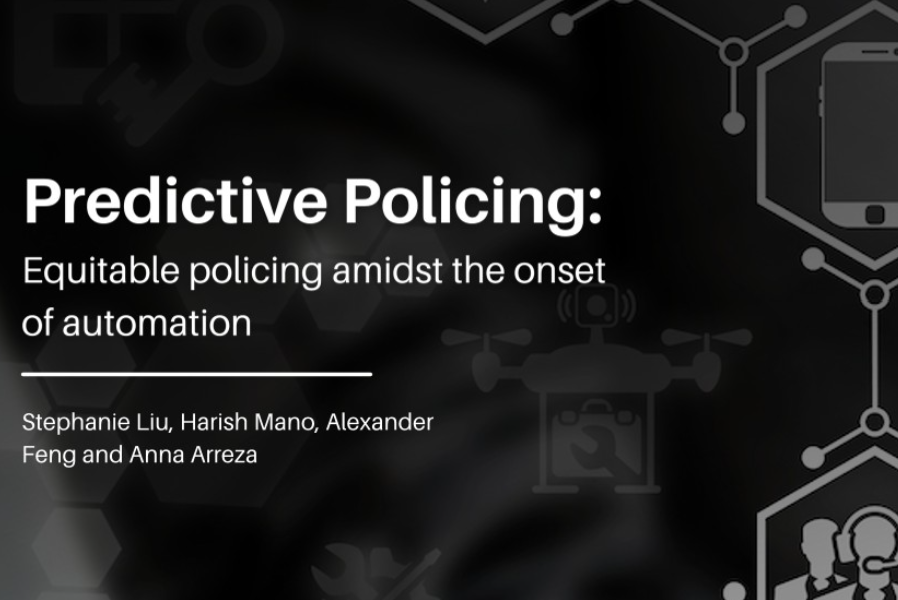 Predictive Policing:
Equitable policing amidst the onset
of automation
Stephanie Liu, Harish Mano, Alexander
Feng and Anna Arreza